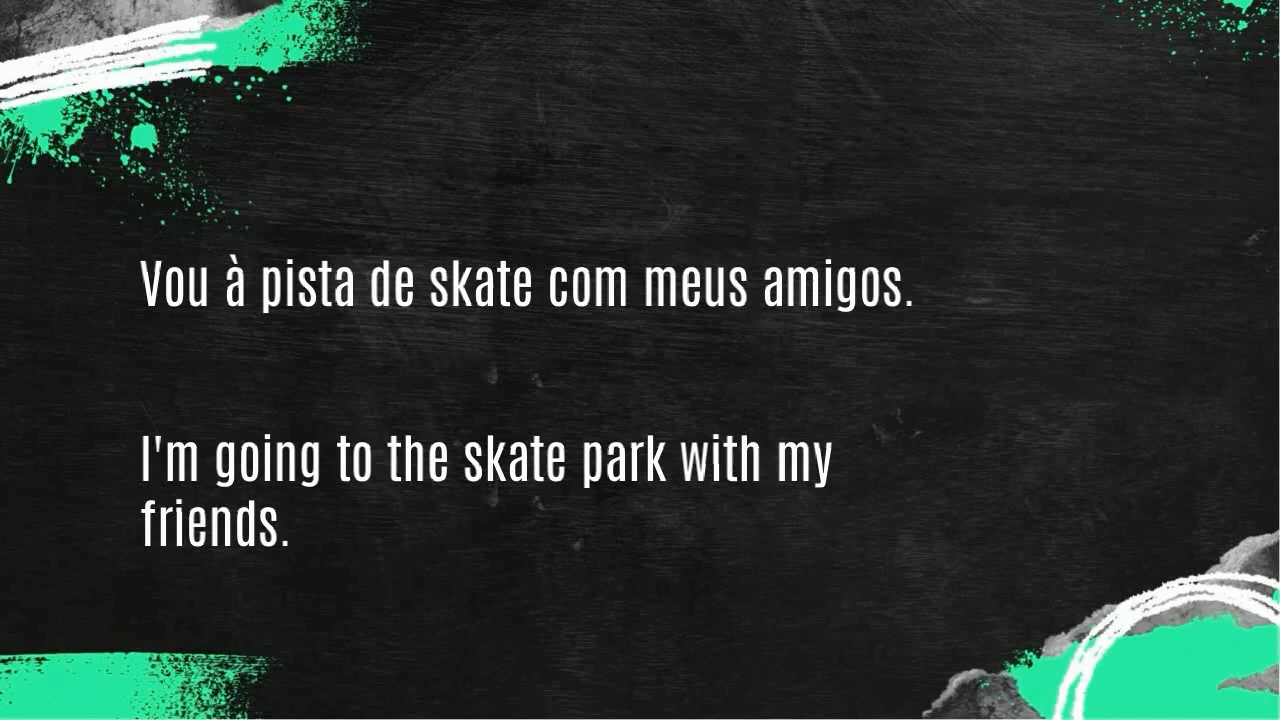 Vou à pista de skate com meus amigos.
I'm going to the skate park with my
friends.